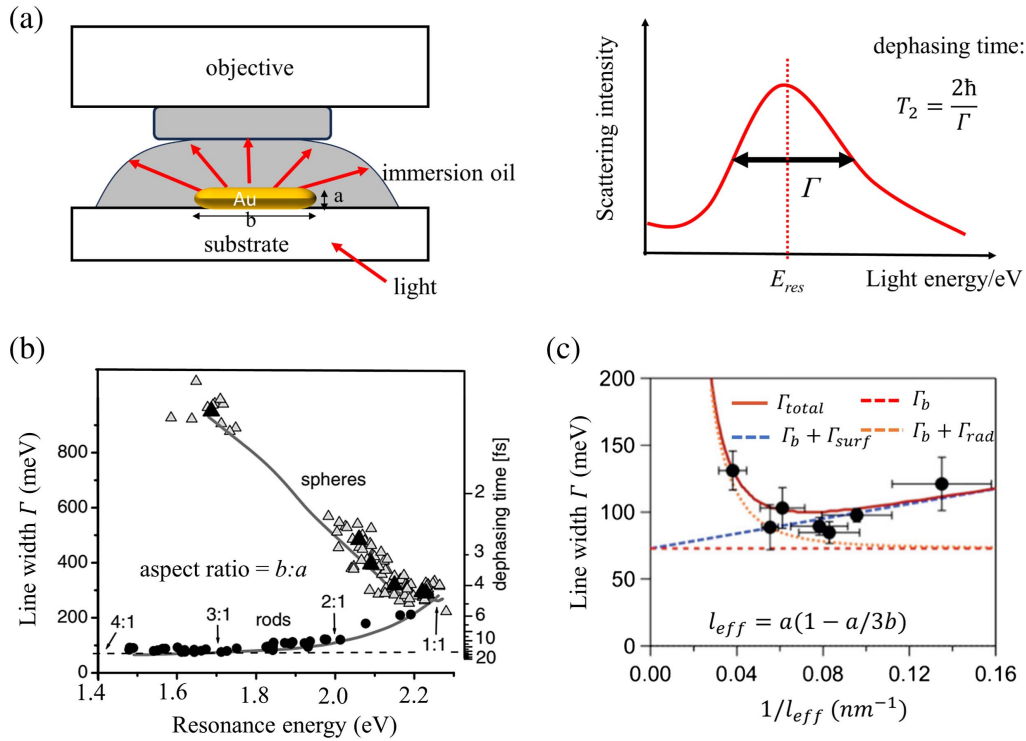 (a)
objective
immersion oil
Au
a
b
substrate
light
Scattering intensity
dephasing time:
T₂ = 2ħ/Γ
Γ
E_res
Light energy/eV
(b)
Line width Γ (meV)
800
600
400
300
200
100
0
spheres
aspect ratio = b:a
4:1
3:1
rods
2:1
1:1
dephasing time [fs]
2
3
4
6
10
20
1.4
1.6
1.8
2.0
2.2
Resonance energy (eV)
(c)
Line width Γ (meV)
200
150
100
50
0
Γ_total
Γ_b
Γ_b + Γ_surf
Γ_b + Γ_rad
l_eff = a(1 − a/3b)
0.00
0.04
0.08
0.12
0.16
1/l_eff (nm⁻¹)